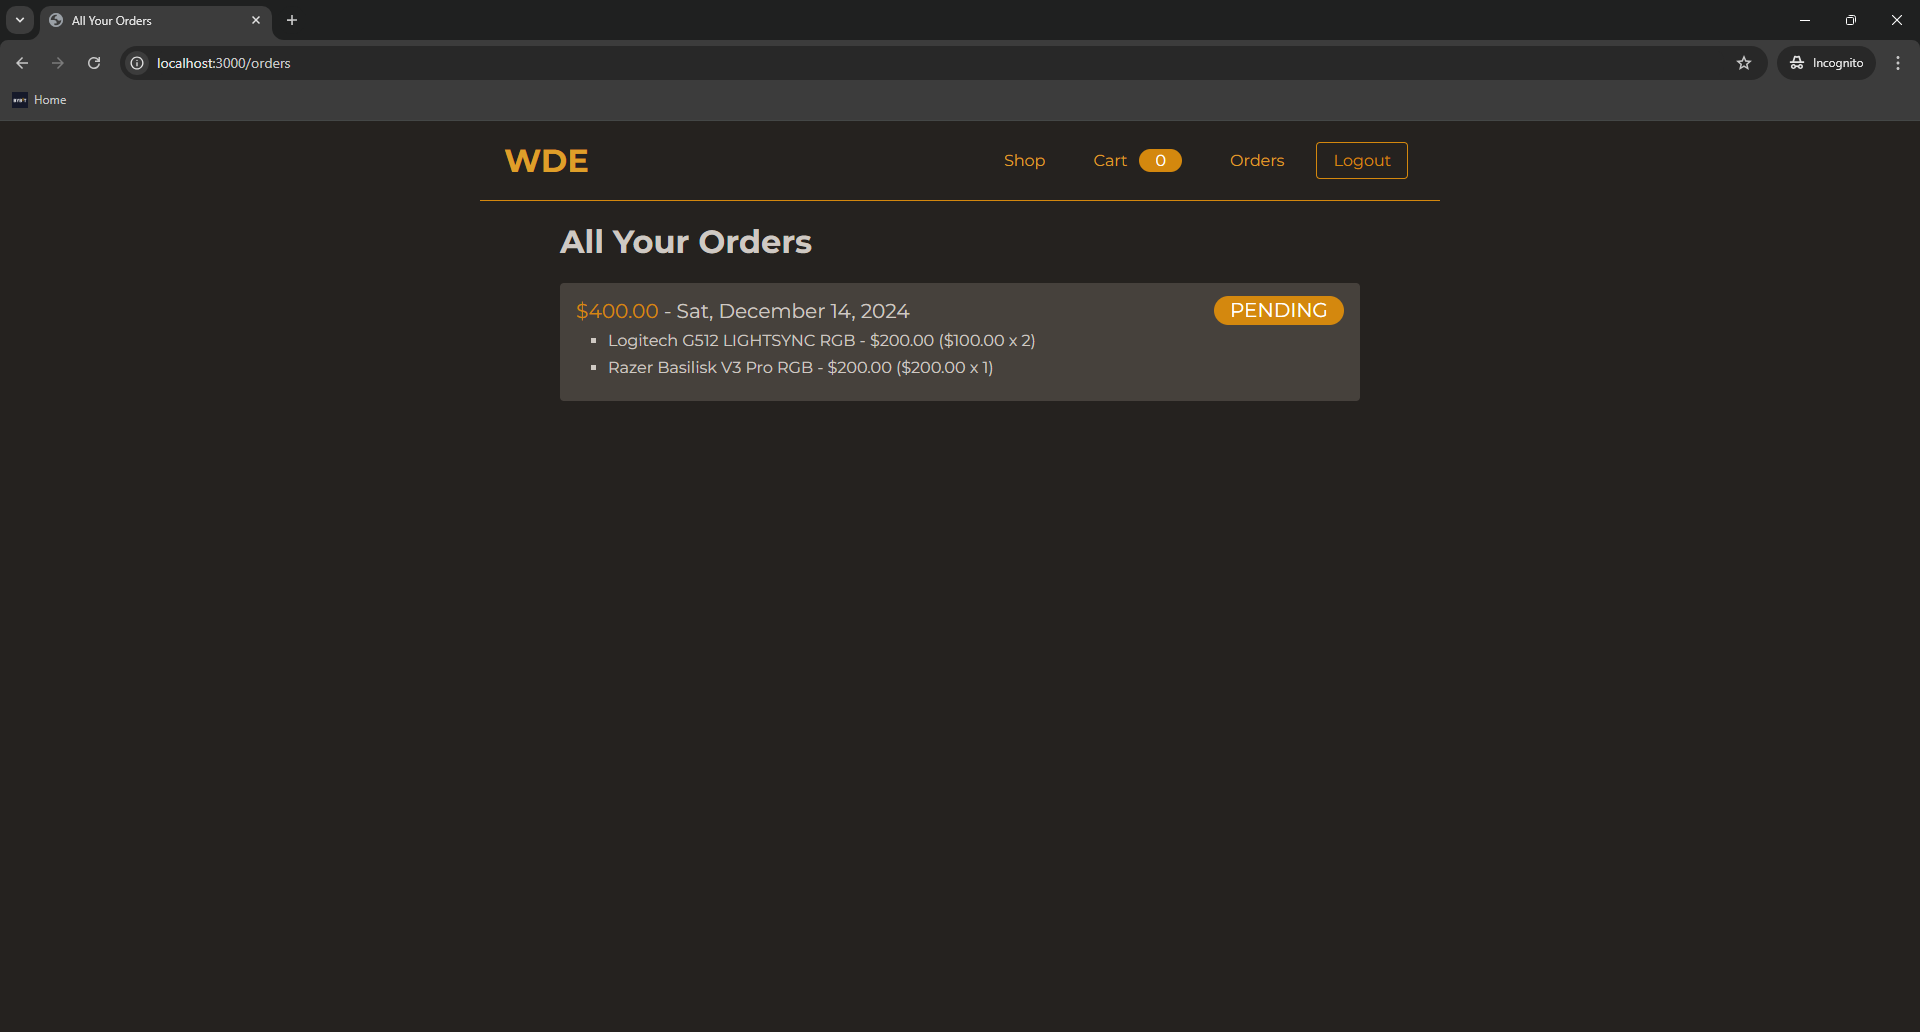 All Your Orders
localhost:3000/orders
Incognito
Home
WDE
Shop
Cart
0
Orders
Logout
All Your Orders
$400.00 - Sat, December 14, 2024
PENDING
Logitech G512 LIGHTSYNC RGB - $200.00 ($100.00 x 2)
Razer Basilisk V3 Pro RGB - $200.00 ($200.00 x 1)